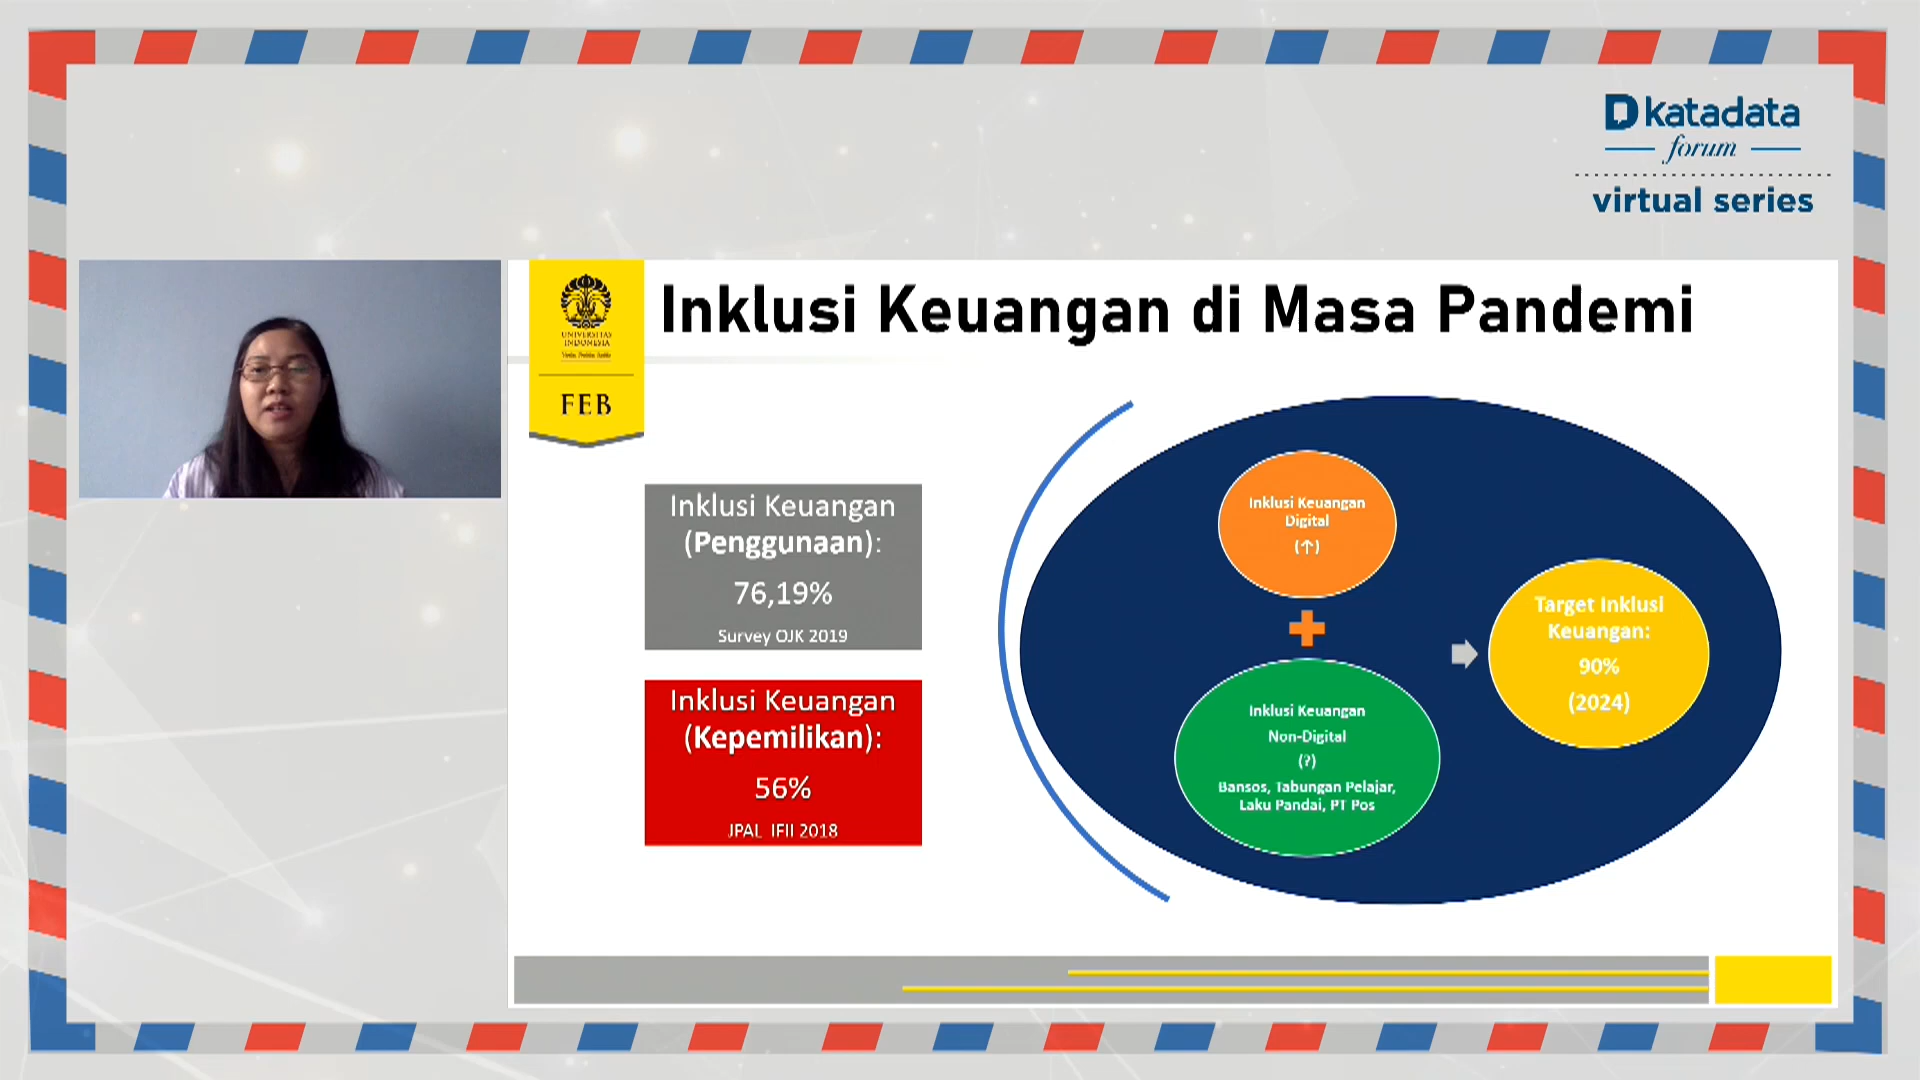 katadata
forum
virtual series
UNIVERSITAS
INDONESIA
FEB
Inklusi Keuangan di Masa Pandemi
Inklusi Keuangan
(Penggunaan):
76,19%
Survey OJK 2019
Inklusi Keuangan
(Kepemilikan):
56%
JPAL IFII 2018
Inklusi Keuangan
Digital
(↑)
Inklusi Keuangan
Non-Digital
(?)
Bansos, Tabungan Pelajar,
Laku Pandai, PT Pos
Target Inklusi
Keuangan:
90%
(2024)